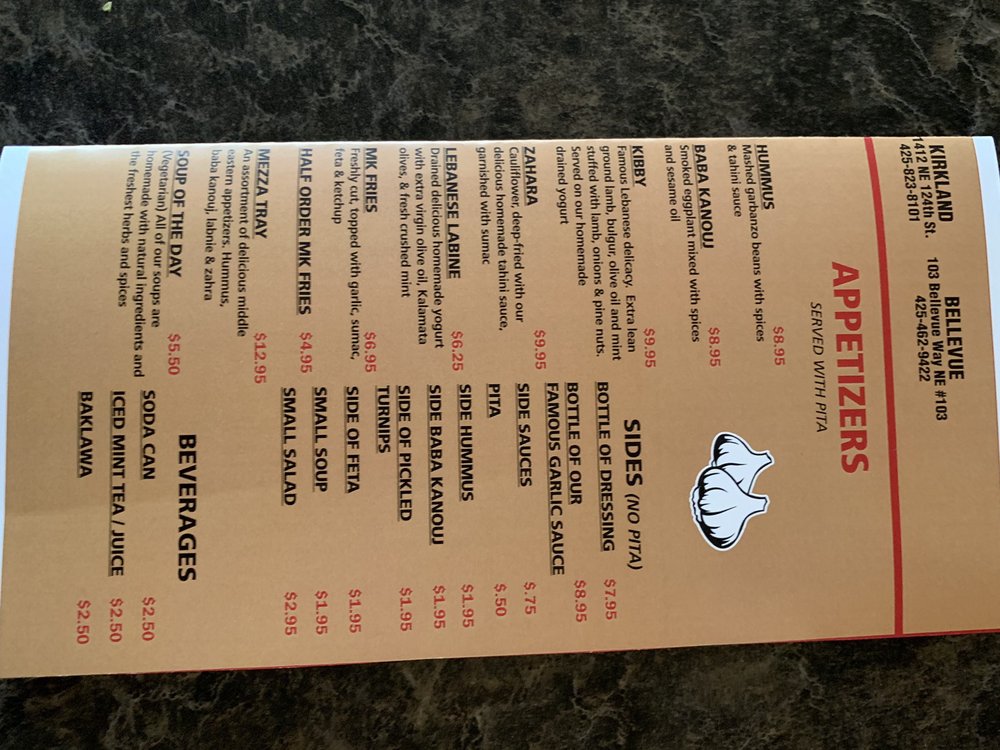 KIRKLAND
1412 NE 124th St.
425-823-8101
BELLEVUE
103 Bellevue Way NE #103
425-462-9422
APPETIZERS
SERVED WITH PITA
HUMMUS
Mashed garbanzo beans with spices
& tahini sauce
$8.95
BABA KANOUJ
Smoked eggplant mixed with spices
and sesane oil
$8.95
KIBBY
Famous Lebanese delicacy. Extra lean
ground lamb, bulgur, olive oil and mint
stuffed with lamb, onions & pine nuts.
Served on our homemade
drained yogurt
$9.95
ZAHARA
Cauliflower, deep-fried with our
delicious homemade tahini sauce,
garnished with sumac
$9.95
LEBANESE LABINE
Drained delicious homemade yogurt
with extra virgin olive oil, Kalamata
olives, & fresh crushed mint
$6.25
MK FRIES
Freshly cut, topped with garlic, sumac,
feta & ketchup
$6.95
HALF ORDER MK FRIES $4.95
MEZZA TRAY
An assortment of delicious middle
eastern appetizers. Hummus,
baba kanouj, labnie & zahra
$12.95
SOUP OF THE DAY
(Vegetarian) All of our soups are
homemade with natural ingredients and
the freshest herbs and spices
$5.50
SIDES (NO PITA)
BOTTLE OF DRESSING $7.95
BOTTLE OF OUR
FAMOUS GARLIC SAUCE $8.95
SIDE SAUCES $.75
PITA $.50
SIDE HUMMUS $1.95
SIDE BABA KANOUJ $1.95
SIDE OF PICKLED
TURNIPS $1.95
SIDE OF FETA $1.95
SMALL SOUP $1.95
SMALL SALAD $2.95
BEVERAGES
SODA CAN $2.50
ICED MINT TEA / JUICE $2.50
BAKLAWA $2.50